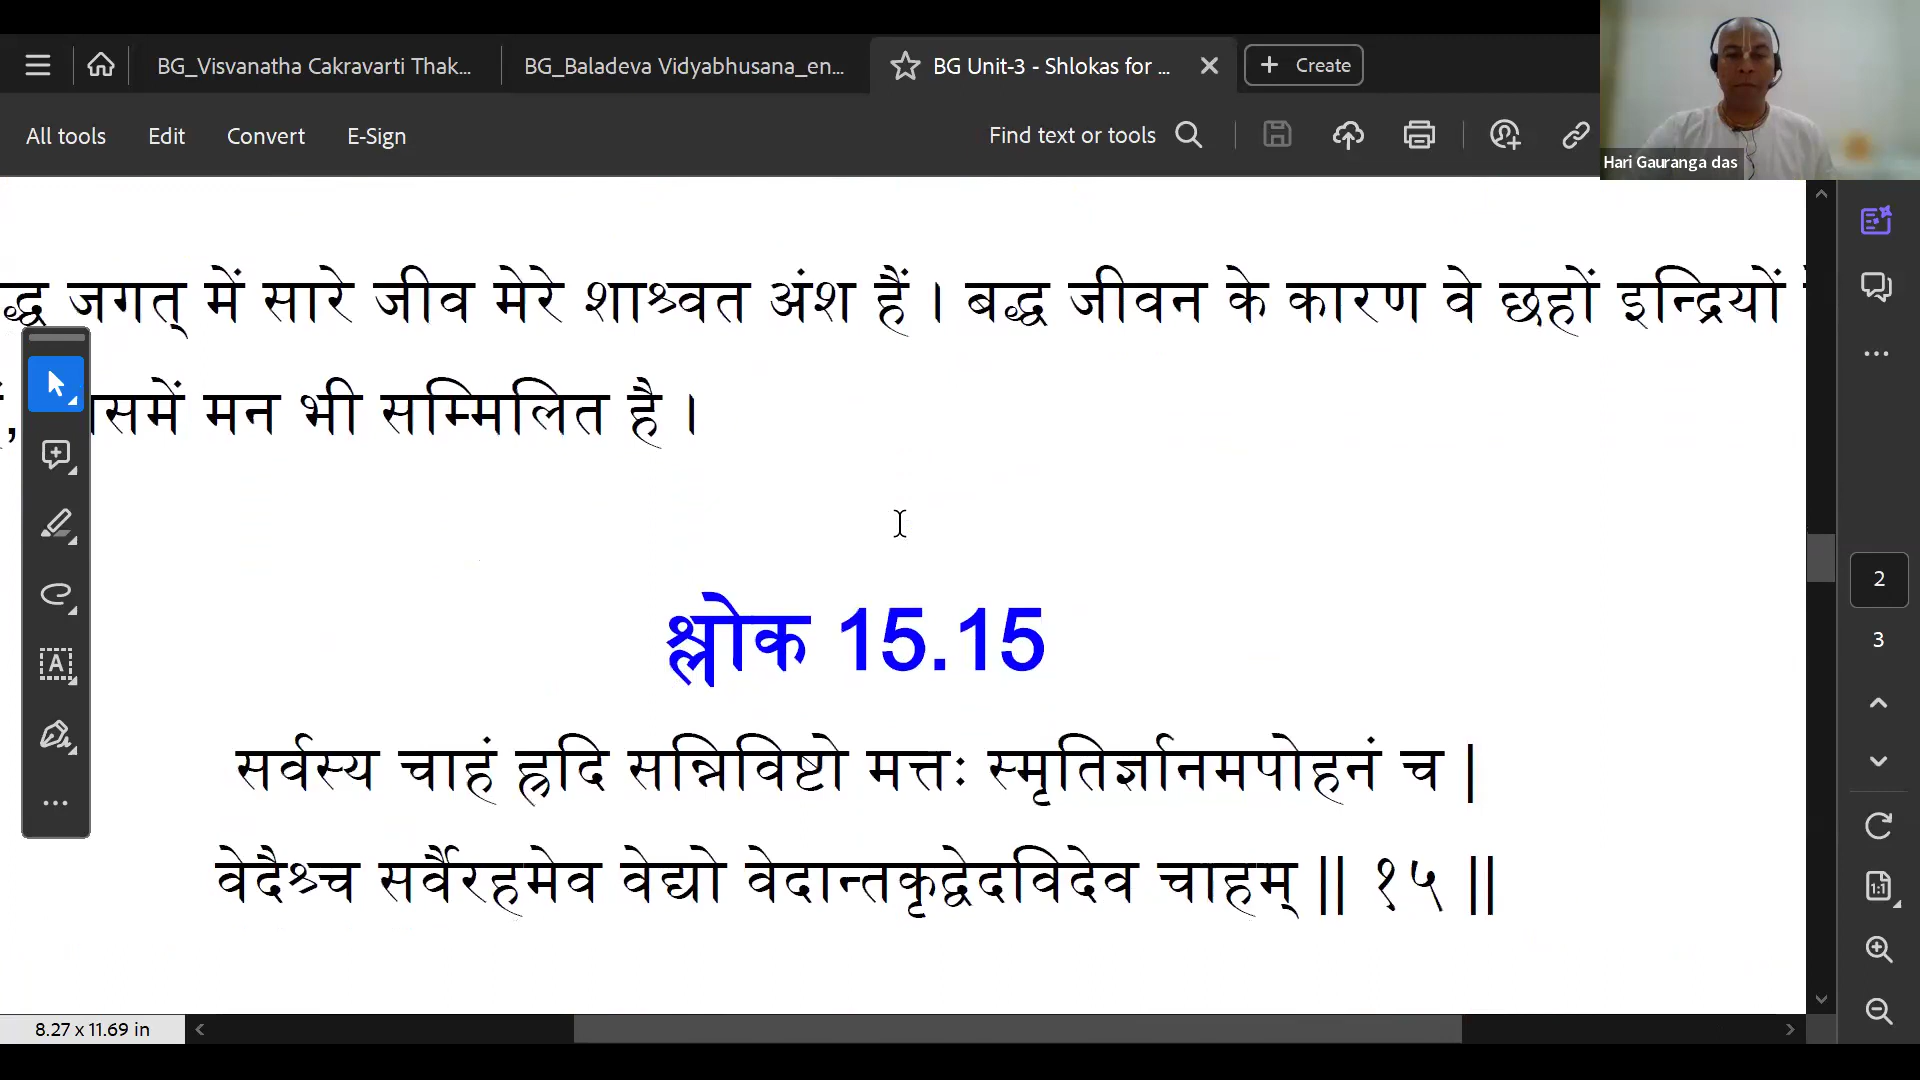 BG_Visvanatha Cakravarti Thak...
BG_Baladeva Vidyabhusana_en...
BG Unit-3 - Shlokas for ...
Create
All tools
Edit
Convert
E-Sign
Find text or tools
Hari Gauranga das
द्ध जगत् में सारे जीव मेरे शाश्र्वत अंश हैं । बद्ध जीवन के कारण वे छहों इन्द्रियों
समें मन भी सम्मिलित है ।
श्लोक 15.15
सर्वस्य चाहं ह्रदि सन्निविष्टो मत्तः स्मृतिर्ज्ञानमपोहनं च |
वेदैश्र्च सर्वैरहमेव वेद्यो वेदान्तकृद्वेदविदेव चाहम् || १५ ||
2
3
8.27 x 11.69 in